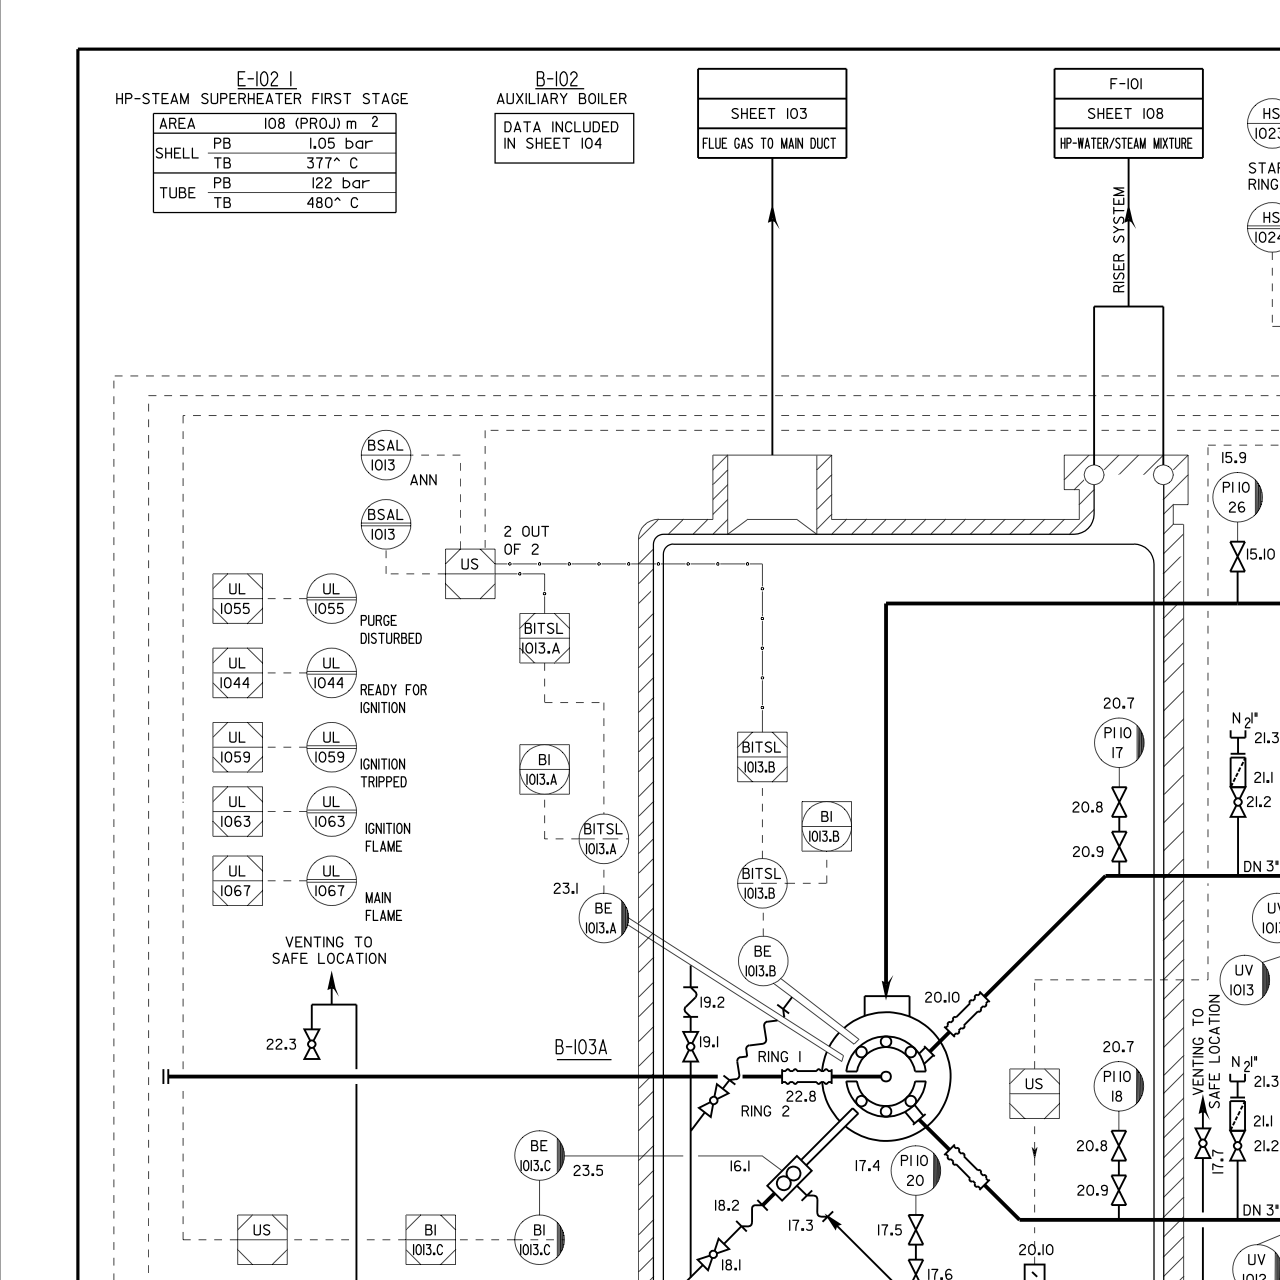 E-102 I
HP-STEAM SUPERHEATER FIRST STAGE
AREA 108 (PROJ) m 2
SHELL
PB 1.05 bar
TB 377^ C
TUBE
PB 122 bar
TB 480^ C
B-102
AUXILIARY BOILER
DATA INCLUDED
IN SHEET 104
SHEET 103
FLUE GAS TO MAIN DUCT
F-101
SHEET 108
HP-WATER/STEAM MIXTURE
RISER SYSTEM
HS
HS
BSAL
1013
ANN
BSAL
1013
2 OUT
OF 2
US
BITSL
1013.A
UL
1055
UL
1055
PURGE
DISTURBED
UL
1044
UL
1044
READY FOR
IGNITION
UL
1059
UL
1059
IGNITION
TRIPPED
UL
1063
UL
1063
IGNITION
FLAME
UL
1067
UL
1067
MAIN
FLAME
BI
1013.A
BITSL
1013.A
23.1
BE
1013.A
BITSL
1013.B
BI
1013.B
BITSL
1013.B
BE
1013.B
15.9
PI 10
26
15.10
20.7
PI 10
17
20.8
20.9
N2 1"
21.3
21.1
21.2
DN 3"
UV
1013
VENTING TO
SAFE LOCATION
22.3
B-103A
19.2
19.1
RING 1
22.8
RING 2
20.10
US
20.7
PI 10
18
20.8
20.9
VENTING TO
SAFE LOCATION
17.7
N2 1"
21.3
21.1
21.2
DN 3"
BE
1013.C
23.5
16.1
17.4
PI 10
20
18.2
17.3
17.5
18.1
17.6
20.10
US
BI
1013.C
BI
1013.C
UV